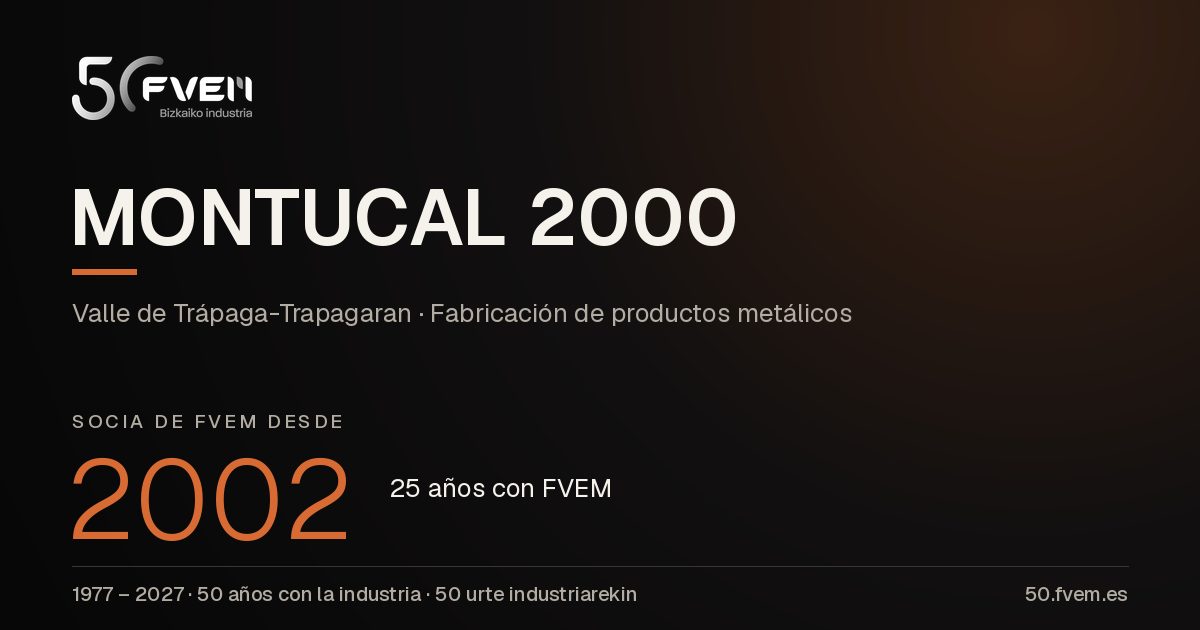 50 FVEM
Bizkaiko industria
MONTUCAL 2000
Valle de Trápaga-Trapagaran · Fabricación de productos metálicos
SOCIA DE FVEM DESDE
2002
25 años con FVEM
1977 – 2027 · 50 años con la industria · 50 urte industriarekin
50.fvem.es